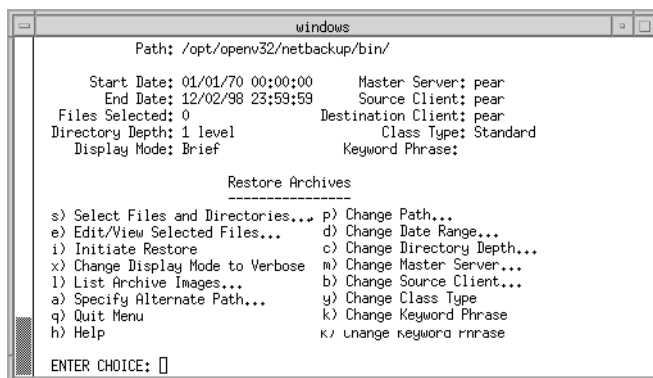 windows
Path: /opt/openv32/netbackup/bin/
Start Date: 01/01/70 00:00:00 Master Server: pear
End Date: 12/02/98 23:59:59 Source Client: pear
Files Selected: 0 Destination Client: pear
Directory Depth: 1 level Class Type: Standard
Display Mode: Brief Keyword Phrase:
Restore Archives
----------------
s) Select Files and Directories... p) Change Path...
e) Edit/View Selected Files... d) Change Date Range...
i) Initiate Restore c) Change Directory Depth...
x) Change Display Mode to Verbose m) Change Master Server...
l) List Archive Images... b) Change Source Client...
a) Specify Alternate Path... y) Change Class Type
q) Quit Menu k) Change Keyword Phrase
h) Help k) Change Keyword Phrase
ENTER CHOICE: